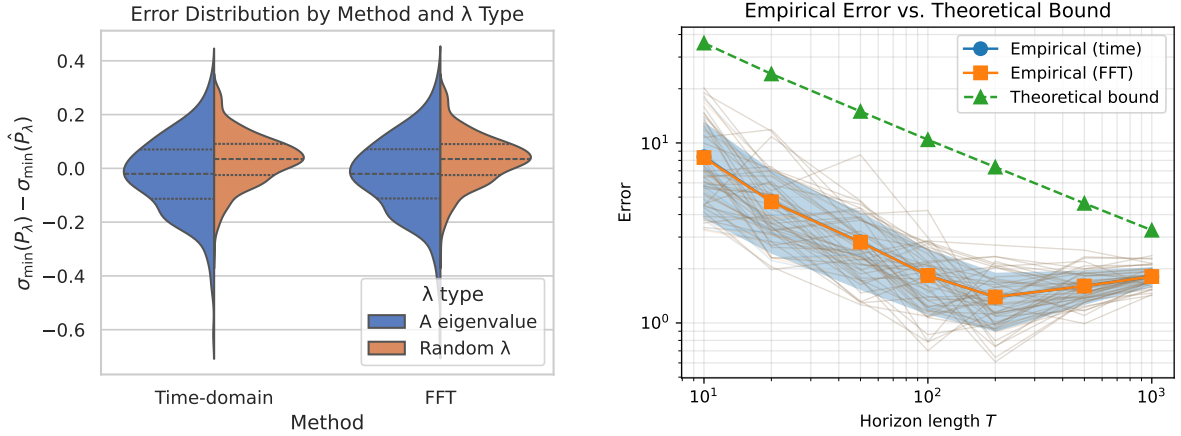 Error Distribution by Method and λ Type
σmin(Pλ) − σmin(P̂λ)
0.4
0.2
0.0
−0.2
−0.4
−0.6
λ type
A eigenvalue
Random λ
Time-domain
FFT
Method
Empirical Error vs. Theoretical Bound
Error
10¹
10⁰
Empirical (time)
Empirical (FFT)
Theoretical bound
10¹
10²
10³
Horizon length T